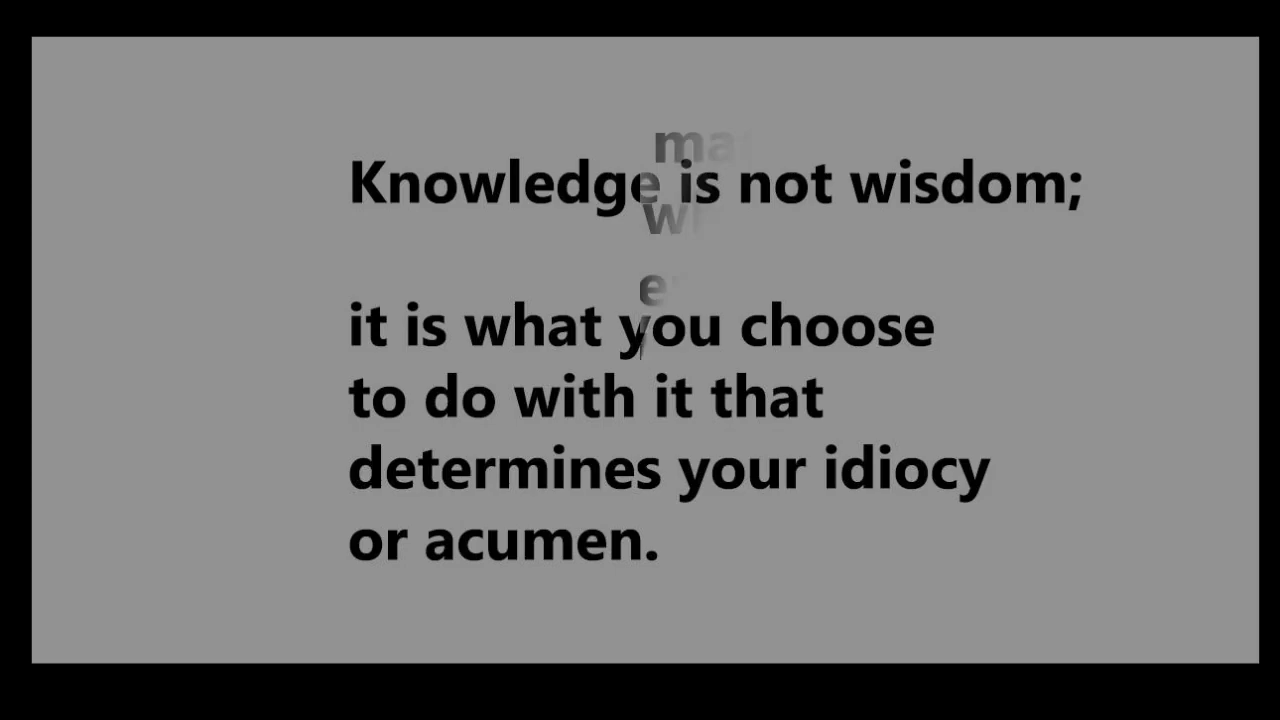 Knowledge is not wisdom;
it is what you choose
to do with it that
determines your idiocy
or acumen.